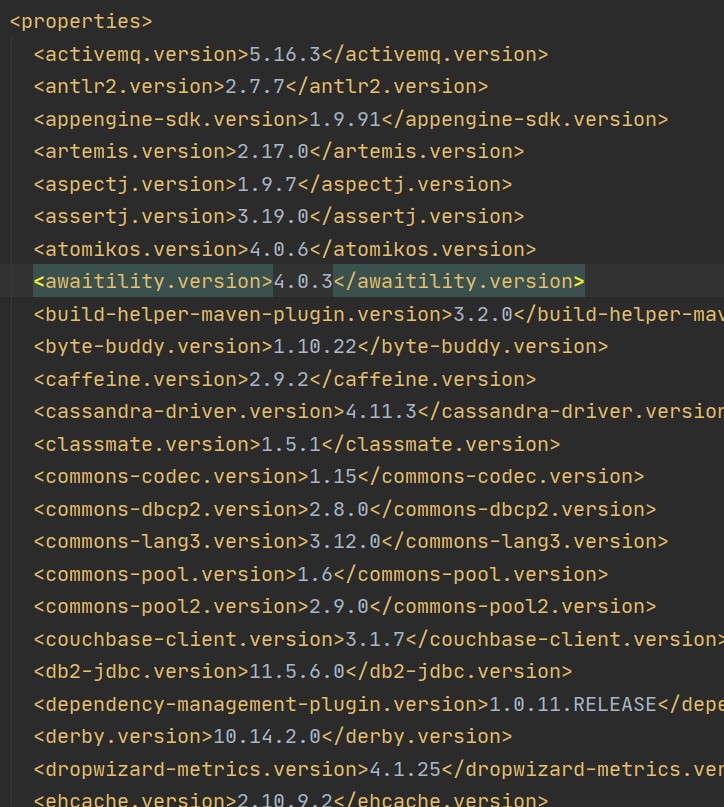 <properties>
<activemq.version>5.16.3</activemq.version>
<antlr2.version>2.7.7</antlr2.version>
<appengine-sdk.version>1.9.91</appengine-sdk.version>
<artemis.version>2.17.0</artemis.version>
<aspectj.version>1.9.7</aspectj.version>
<assertj.version>3.19.0</assertj.version>
<atomikos.version>4.0.6</atomikos.version>
<awaitility.version>4.0.3</awaitility.version>
<build-helper-maven-plugin.version>3.2.0</build-helper-mav
<byte-buddy.version>1.10.22</byte-buddy.version>
<caffeine.version>2.9.2</caffeine.version>
<cassandra-driver.version>4.11.3</cassandra-driver.version
<classmate.version>1.5.1</classmate.version>
<commons-codec.version>1.15</commons-codec.version>
<commons-dbcp2.version>2.8.0</commons-dbcp2.version>
<commons-lang3.version>3.12.0</commons-lang3.version>
<commons-pool.version>1.6</commons-pool.version>
<commons-pool2.version>2.9.0</commons-pool2.version>
<couchbase-client.version>3.1.7</couchbase-client.version>
<db2-jdbc.version>11.5.6.0</db2-jdbc.version>
<dependency-management-plugin.version>1.0.11.RELEASE</depe
<derby.version>10.14.2.0</derby.version>
<dropwizard-metrics.version>4.1.25</dropwizard-metrics.ver
<ehcache.version>2.10.9.2</ehcache.version>